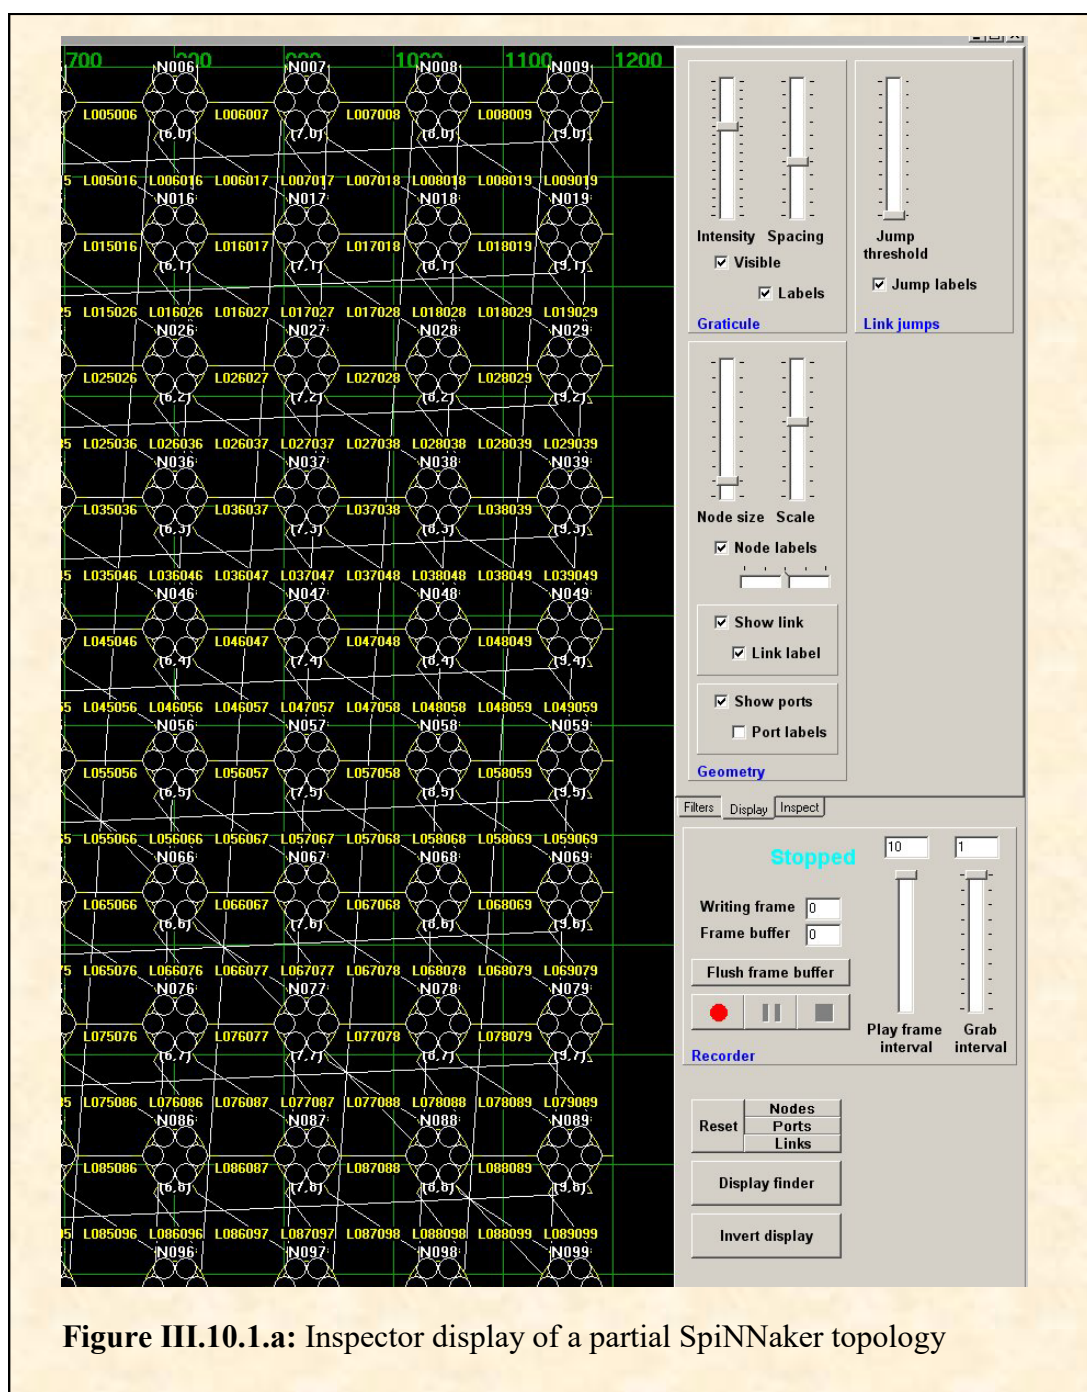 700 900 1000 1100 1200
N006 N007 N008 N009
L005006 L006007 L007008 L008009
(6,0) (7,0) (8,0) (9,0)
5 L005016 L006016 L006017 L007017 L007018 L008018 L008019 L009019
N016 N017 N018 N019
L015016 L016017 L017018 L018019
(6,1) (7,1) (8,1) (9,1)
25 L015026 L016026 L016027 L017027 L017028 L018028 L018029 L019029
N026 N027 N028 N029
L025026 L026027 L027028 L028029
(6,2) (7,2) (8,2) (9,2)
35 L025036 L026036 L026037 L027037 L027038 L028038 L028039 L029039
N036 N037 N038 N039
L035036 L036037 L037038 L038039
(6,3) (7,3) (8,3) (9,3)
45 L035046 L036046 L036047 L037047 L037048 L038048 L038049 L039049
N046 N047 N048 N049
L045046 L046047 L047048 L048049
(6,4) (7,4) (8,4) (9,4)
55 L045056 L046056 L046057 L047057 L047058 L048058 L048059 L049059
N056 N057 N058 N059
L055056 L056057 L057058 L058059
(6,5) (7,5) (8,5) (9,5)
65 L055066 L056066 L056067 L057067 L057068 L058068 L058069 L059069
N066 N067 N068 N069
L065066 L066067 L067068 L068069
(6,6) (7,6) (8,6) (9,6)
75 L065076 L066076 L066077 L067077 L067078 L068078 L068079 L069079
N076 N077 N078 N079
L075076 L076077 L077078 L078079
(6,7) (7,7) (8,7) (9,7)
85 L075086 L076086 L076087 L077087 L077088 L078088 L078089 L079089
N086 N087 N088 N089
L085086 L086087 L087088 L088089
(6,8) (7,8) (8,8) (9,8)
95 L085096 L086096 L086097 L087097 L087098 L088098 L088099 L089099
N096 N097 N098 N099
Intensity Spacing
Visible
Labels
Graticule
Jump
threshold
Jump labels
Link jumps
Node size Scale
Node labels
Show link
Link label
Show ports
Port labels
Geometry
Filters Display Inspect
Stopped
10 1
Writing frame 0
Frame buffer 0
Flush frame buffer
Play frame
interval
Grab
interval
Recorder
Reset
Nodes
Ports
Links
Display finder
Invert display
Figure III.10.1.a: Inspector display of a partial SpiNNaker topology